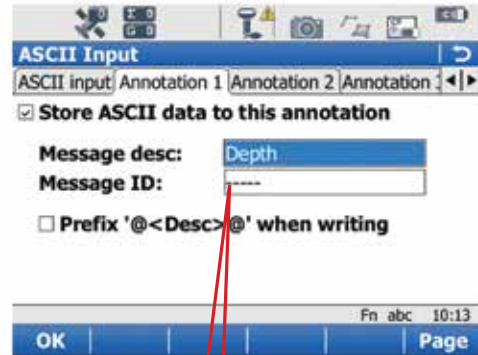 ASCII Input
ASCII input Annotation 1 Annotation 2 Annotation
Store ASCII data to this annotation
Message desc: Depth
Message ID: -----
Prefix '@<Desc>@' when writing
Fn abc 10:13
OK Page